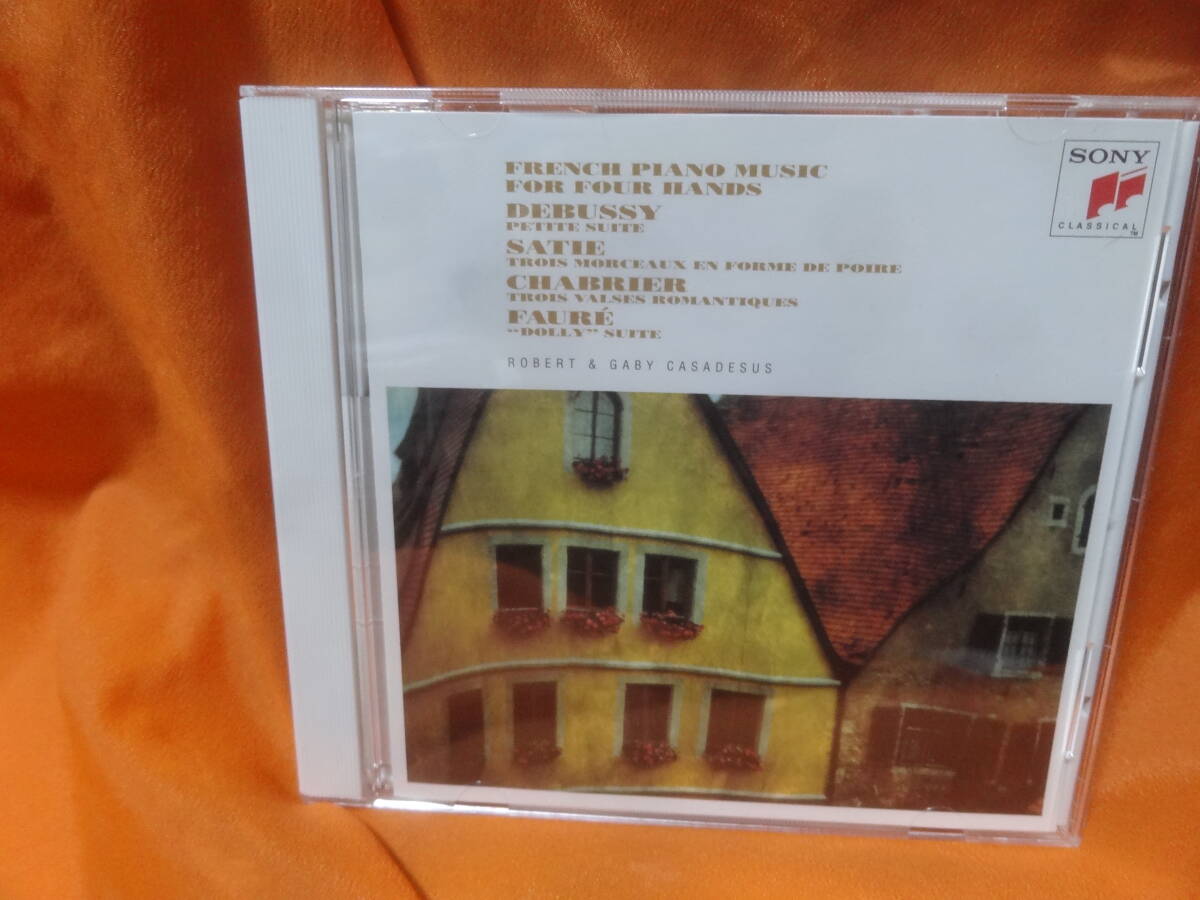 FRENCH PIANO MUSIC
FOR FOUR HANDS
DEBUSSY
PETITE SUITE
SATIE
TROIS MORCEAUX EN FORME DE POIRE
CHABRIER
TROIS VALSES ROMANTIQUES
FAURÉ
"DOLLY" SUITE
ROBERT & GABY CASADESUS
SONY
CLASSICAL™